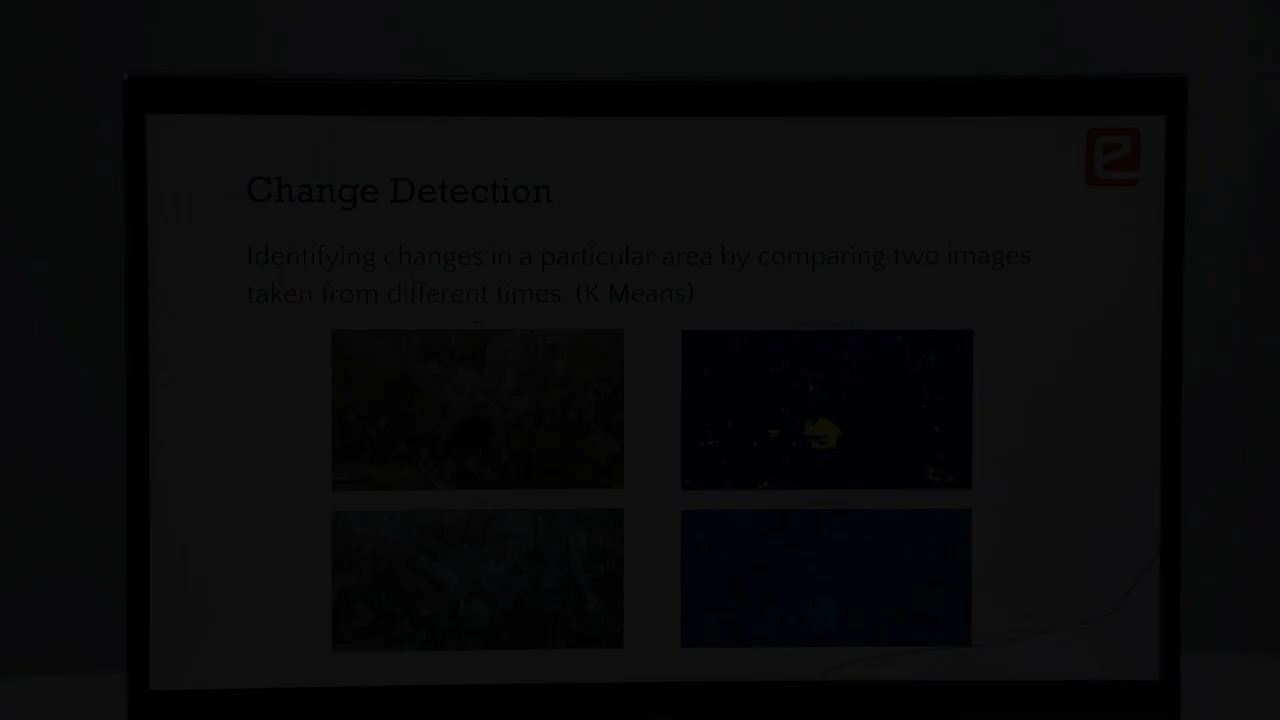 e
Change Detection
Identifying changes in a particular area by comparing two images
taken from different times. (K Means)